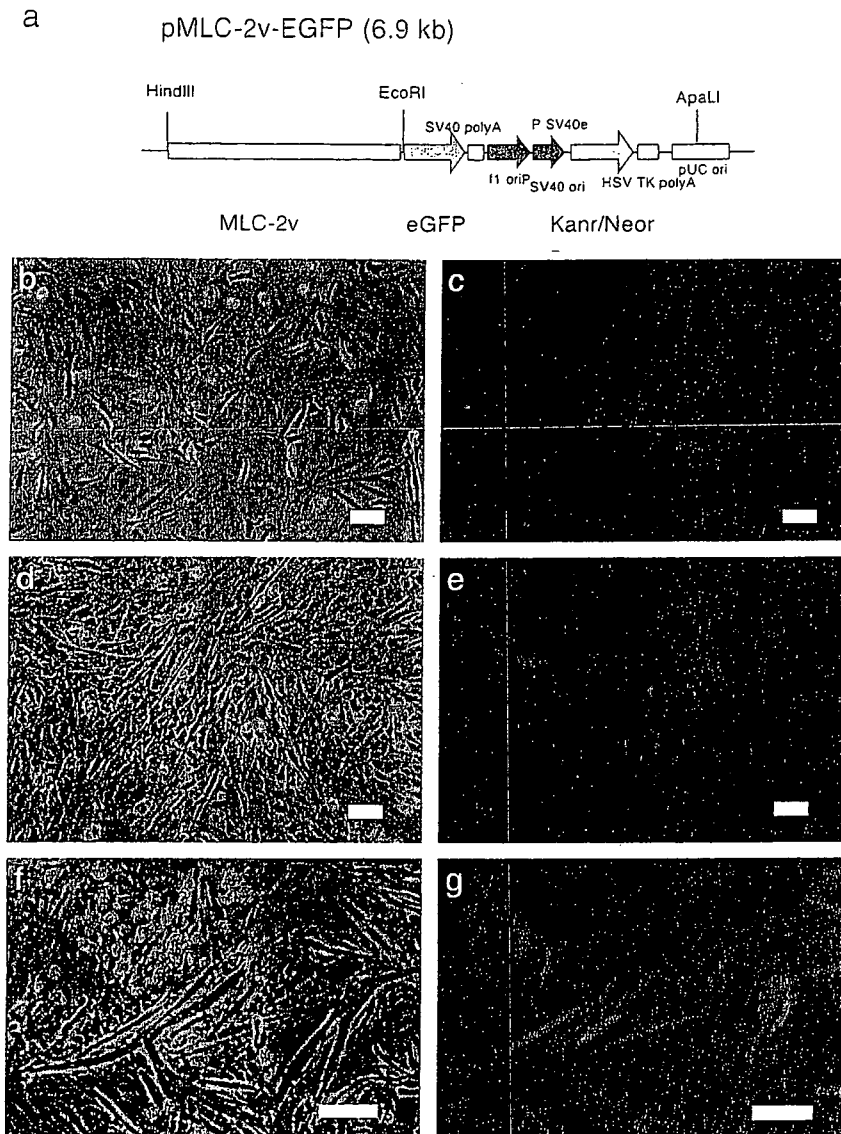 a
pMLC-2v-EGFP (6.9 kb)
HindIII
EcoRI
ApaLI
SV40 polyA
P SV40e
f1 oriP
SV40 ori
HSV TK polyA
pUC ori
MLC-2v
eGFP
Kanr/Neor
b
c
d
e
f
g